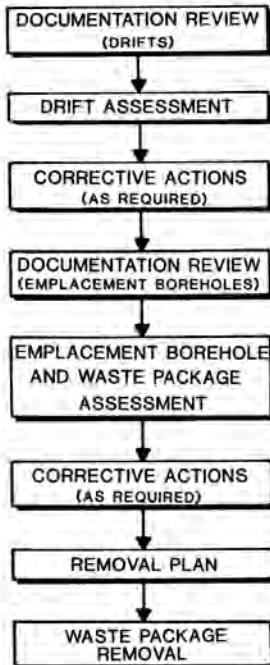 DOCUMENTATION REVIEW
(DRIFTS)
DRIFT ASSESSMENT
CORRECTIVE ACTIONS
(AS REQUIRED)
DOCUMENTATION REVIEW
(EMPLACEMENT BOREHOLES)
EMPLACEMENT BOREHOLE
AND WASTE PACKAGE
ASSESSMENT
CORRECTIVE ACTIONS
(AS REQUIRED)
REMOVAL PLAN
WASTE PACKAGE
REMOVAL